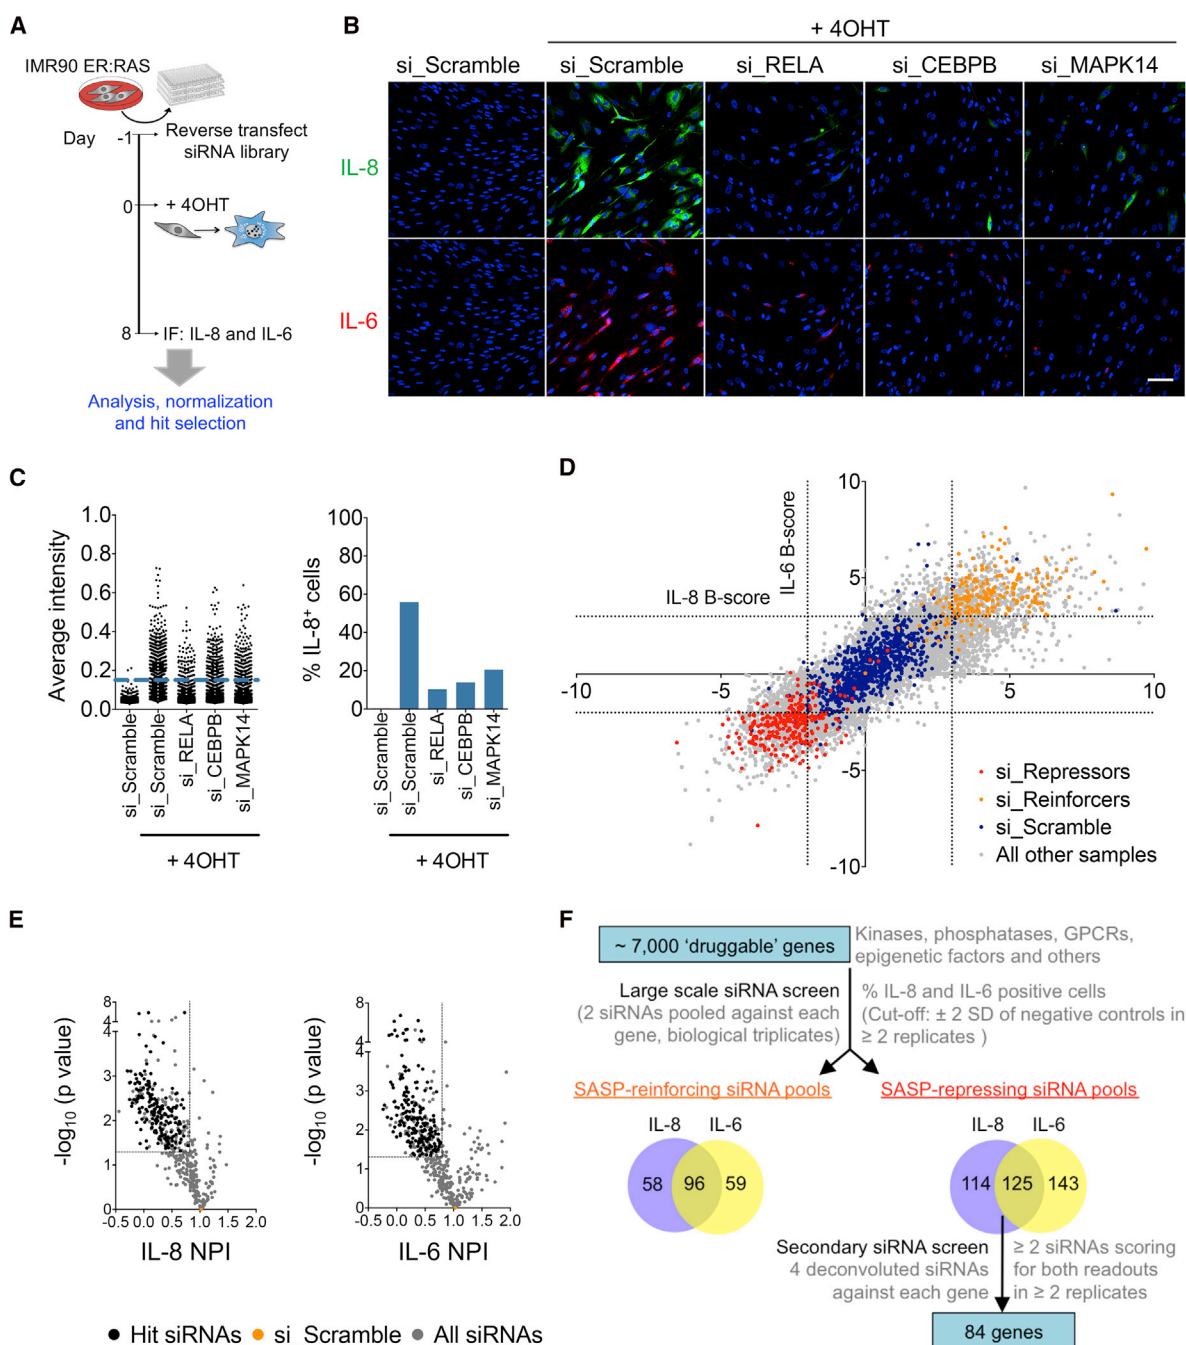 A
IMR90 ER:RAS
Day
-1
Reverse transfect
siRNA library
0
+ 4OHT
8
IF: IL-8 and IL-6
Analysis, normalization
and hit selection
B
+ 4OHT
si_Scramble
si_Scramble
si_RELA
si_CEBPB
si_MAPK14
IL-8
IL-6
C
Average intensity
1.0
0.8
0.6
0.4
0.2
0.0
si_Scramble
si_Scramble
si_RELA
si_CEBPB
si_MAPK14
+ 4OHT
% IL-8+ cells
100
80
60
40
20
0
si_Scramble
si_Scramble
si_RELA
si_CEBPB
si_MAPK14
+ 4OHT
D
10
IL-6 B-score
5
IL-8 B-score
-10
-5
5
10
-5
-10
si_Repressors
si_Reinforcers
si_Scramble
All other samples
E
-log10 (p value)
8
4
4
3
2
1
0
-0.5
0.0
0.5
1.0
1.5
2.0
IL-8 NPI
-log10 (p value)
8
4
4
3
2
1
0
-0.5
0.0
0.5
1.0
1.5
2.0
IL-6 NPI
Hit siRNAs
si Scramble
All siRNAs
F
~ 7,000 'druggable' genes
Kinases, phosphatases, GPCRs,
epigenetic factors and others
Large scale siRNA screen
(2 siRNAs pooled against each
gene, biological triplicates)
% IL-8 and IL-6 positive cells
(Cut-off: ± 2 SD of negative controls in
≥ 2 replicates )
SASP-reinforcing siRNA pools
SASP-repressing siRNA pools
IL-8
IL-6
58
96
59
IL-8
IL-6
114
125
143
Secondary siRNA screen
4 deconvoluted siRNAs
against each gene
≥ 2 siRNAs scoring
for both readouts
in ≥ 2 replicates
84 genes